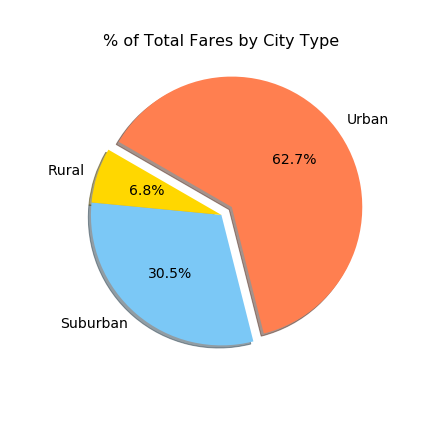 % of Total Fares by City Type
Urban
62.7%
Rural
6.8%
30.5%
Suburban